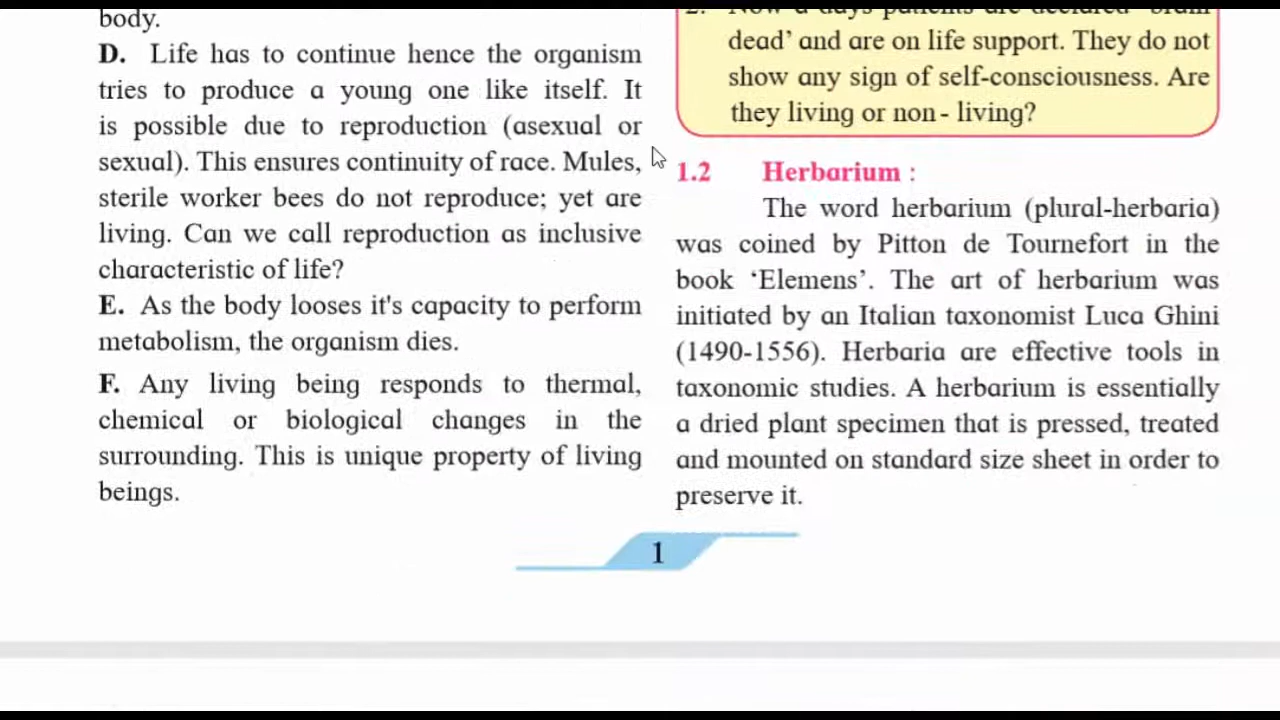 body.
D. Life has to continue hence the organism
tries to produce a young one like itself. It
is possible due to reproduction (asexual or
sexual). This ensures continuity of race. Mules,
sterile worker bees do not reproduce; yet are
living. Can we call reproduction as inclusive
characteristic of life?
E. As the body looses it's capacity to perform
metabolism, the organism dies.
F. Any living being responds to thermal,
chemical or biological changes in the
surrounding. This is unique property of living
beings.
2. Now a days patients are declared ‘brain
dead’ and are on life support. They do not
show any sign of self-consciousness. Are
they living or non - living?
1.2 Herbarium :
The word herbarium (plural-herbaria)
was coined by Pitton de Tournefort in the
book ‘Elemens’. The art of herbarium was
initiated by an Italian taxonomist Luca Ghini
(1490-1556). Herbaria are effective tools in
taxonomic studies. A herbarium is essentially
a dried plant specimen that is pressed, treated
and mounted on standard size sheet in order to
preserve it.
1